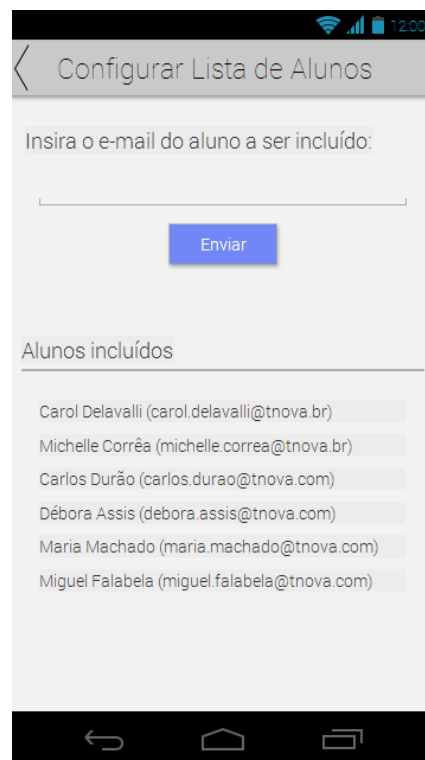 12:00
Configurar Lista de Alunos
Insira o e-mail do aluno a ser incluído:
Enviar
Alunos incluídos
Carol Delavalli (carol.delavalli@tnova.br)
Michelle Corrêa (michelle.correa@tnova.br)
Carlos Durão (carlos.durao@tnova.com)
Débora Assis (debora.assis@tnova.com)
Maria Machado (maria.machado@tnova.com)
Miguel Falabela (miguel.falabela@tnova.com)